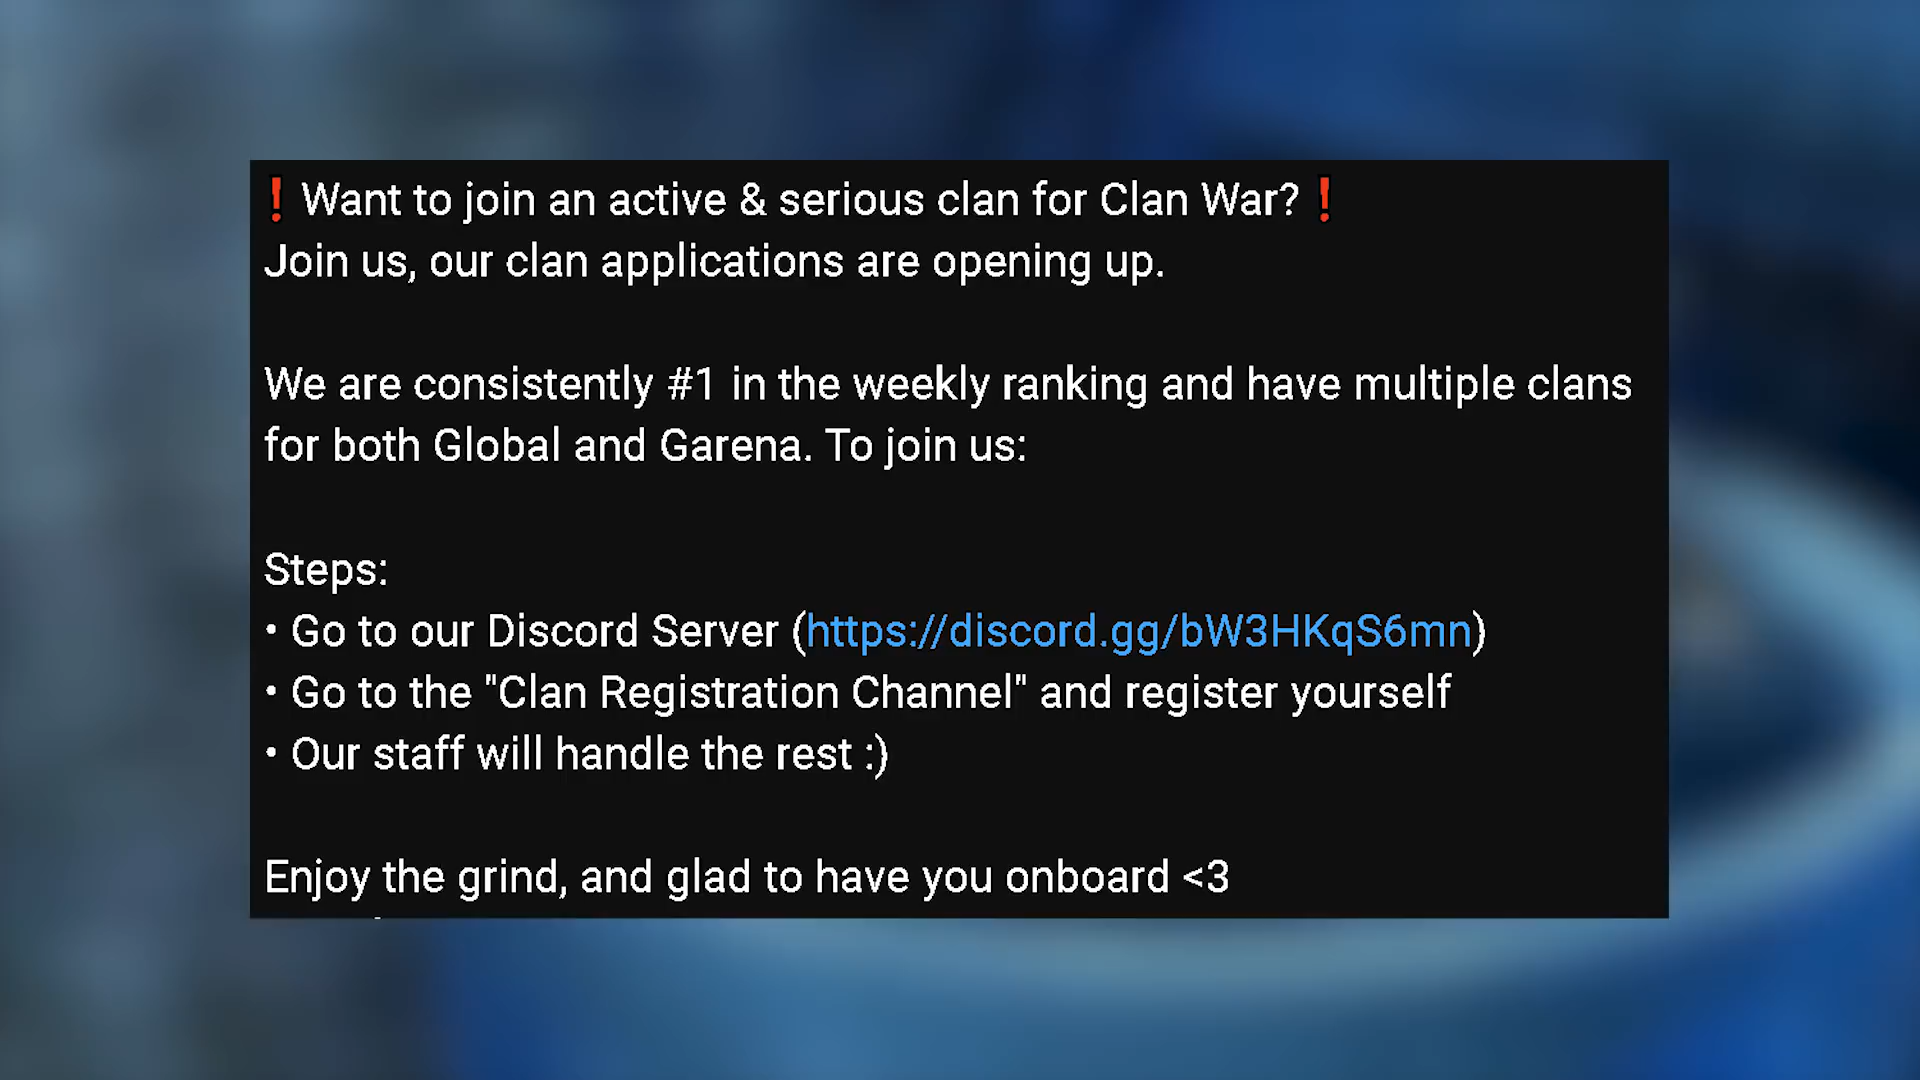 ❗Want to join an active & serious clan for Clan War?❗
Join us, our clan applications are opening up.
We are consistently #1 in the weekly ranking and have multiple clans
for both Global and Garena. To join us:
Steps:
• Go to our Discord Server (https://discord.gg/bW3HKqS6mn)
• Go to the "Clan Registration Channel" and register yourself
• Our staff will handle the rest :)
Enjoy the grind, and glad to have you onboard <3